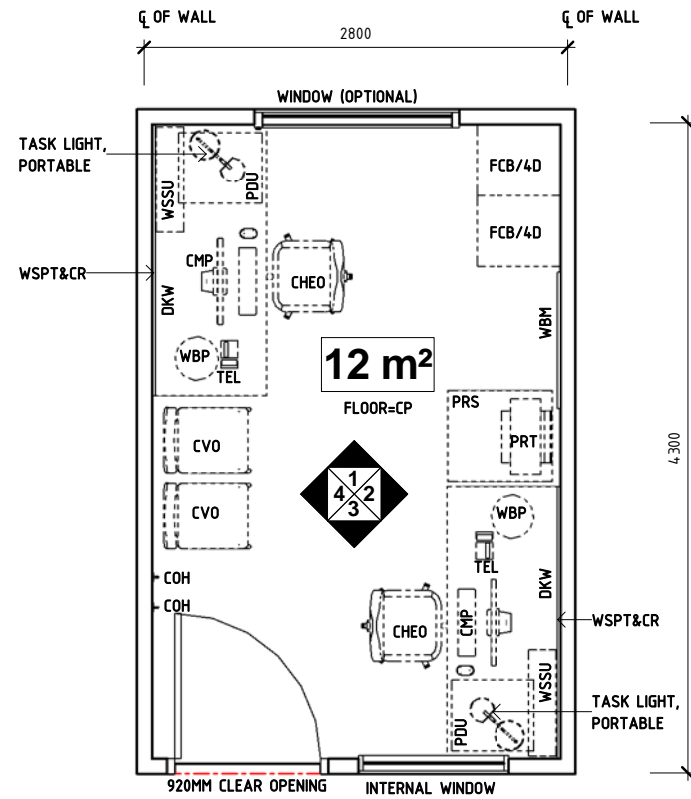 ℄ OF WALL
℄ OF WALL
2800
WINDOW (OPTIONAL)
TASK LIGHT,
PORTABLE
WSSU
PDU
FCB/4D
FCB/4D
CMP
WSPT&CR
DKW
CHEO
WBM
WBP
TEL
12 m²
FLOOR=CP
PRS
PRT
4300
CVO
CVO
1
4 2
3
WBP
TEL
DKW
COH
COH
CHEO
CMP
WSPT&CR
WSSU
PDU
TASK LIGHT,
PORTABLE
920MM CLEAR OPENING
INTERNAL WINDOW